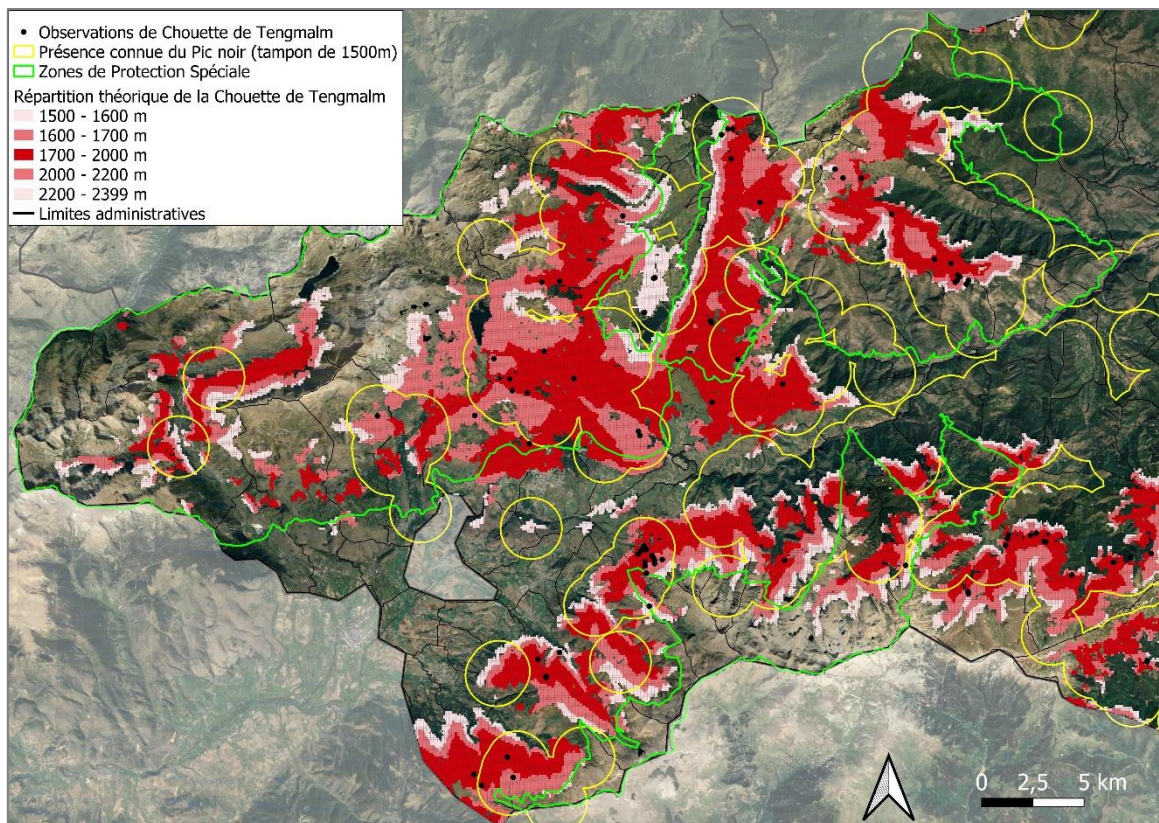 Observations de Chouette de Tengmalm
Présence connue du Pic noir (tampon de 1500m)
Zones de Protection Spéciale
Répartition théorique de la Chouette de Tengmalm
1500 - 1600 m
1600 - 1700 m
1700 - 2000 m
2000 - 2200 m
2200 - 2399 m
Limites administratives
0 2,5 5 km